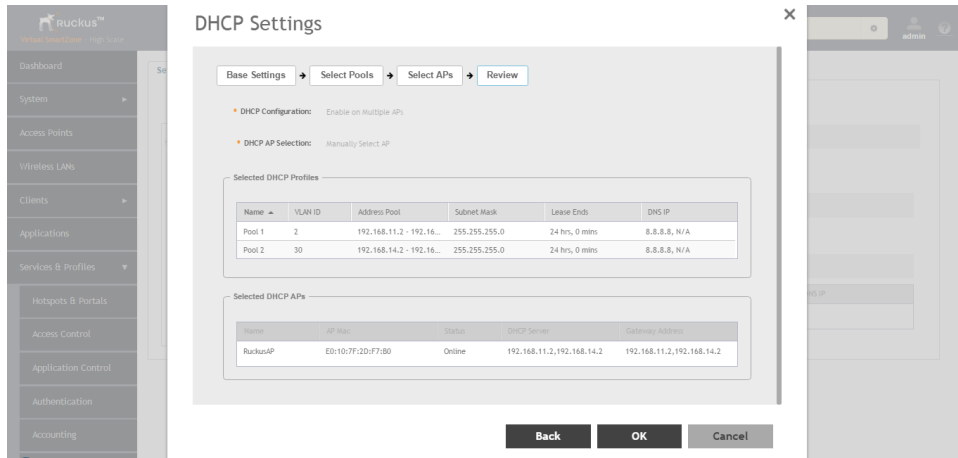 DHCP Settings
Ruckus™
Virtual SmartZone - High Scale
admin
Dashboard
System
Access Points
Wireless LANs
Clients
Applications
Services & Profiles
Hotspots & Portals
Access Control
Application Control
Authentication
Accounting
Base Settings → Select Pools → Select APs → Review
* DHCP Configuration: Enable on Multiple APs
* DHCP AP Selection: Manually Select AP
Selected DHCP Profiles
Name VLAN ID Address Pool Subnet Mask Lease Ends DNS IP
Pool 1 2 192.168.11.2 - 192.16... 255.255.255.0 24 hrs, 0 mins 8.8.8.8, N/A
Pool 2 30 192.168.14.2 - 192.16... 255.255.255.0 24 hrs, 0 mins 8.8.8.8, N/A
Selected DHCP APs
Name AP Mac Status DHCP Server Gateway Address
RuckusAP E0:10:7F:2D:F7:B0 Online 192.168.11.2,192.168.14.2 192.168.11.2,192.168.14.2
Back OK Cancel